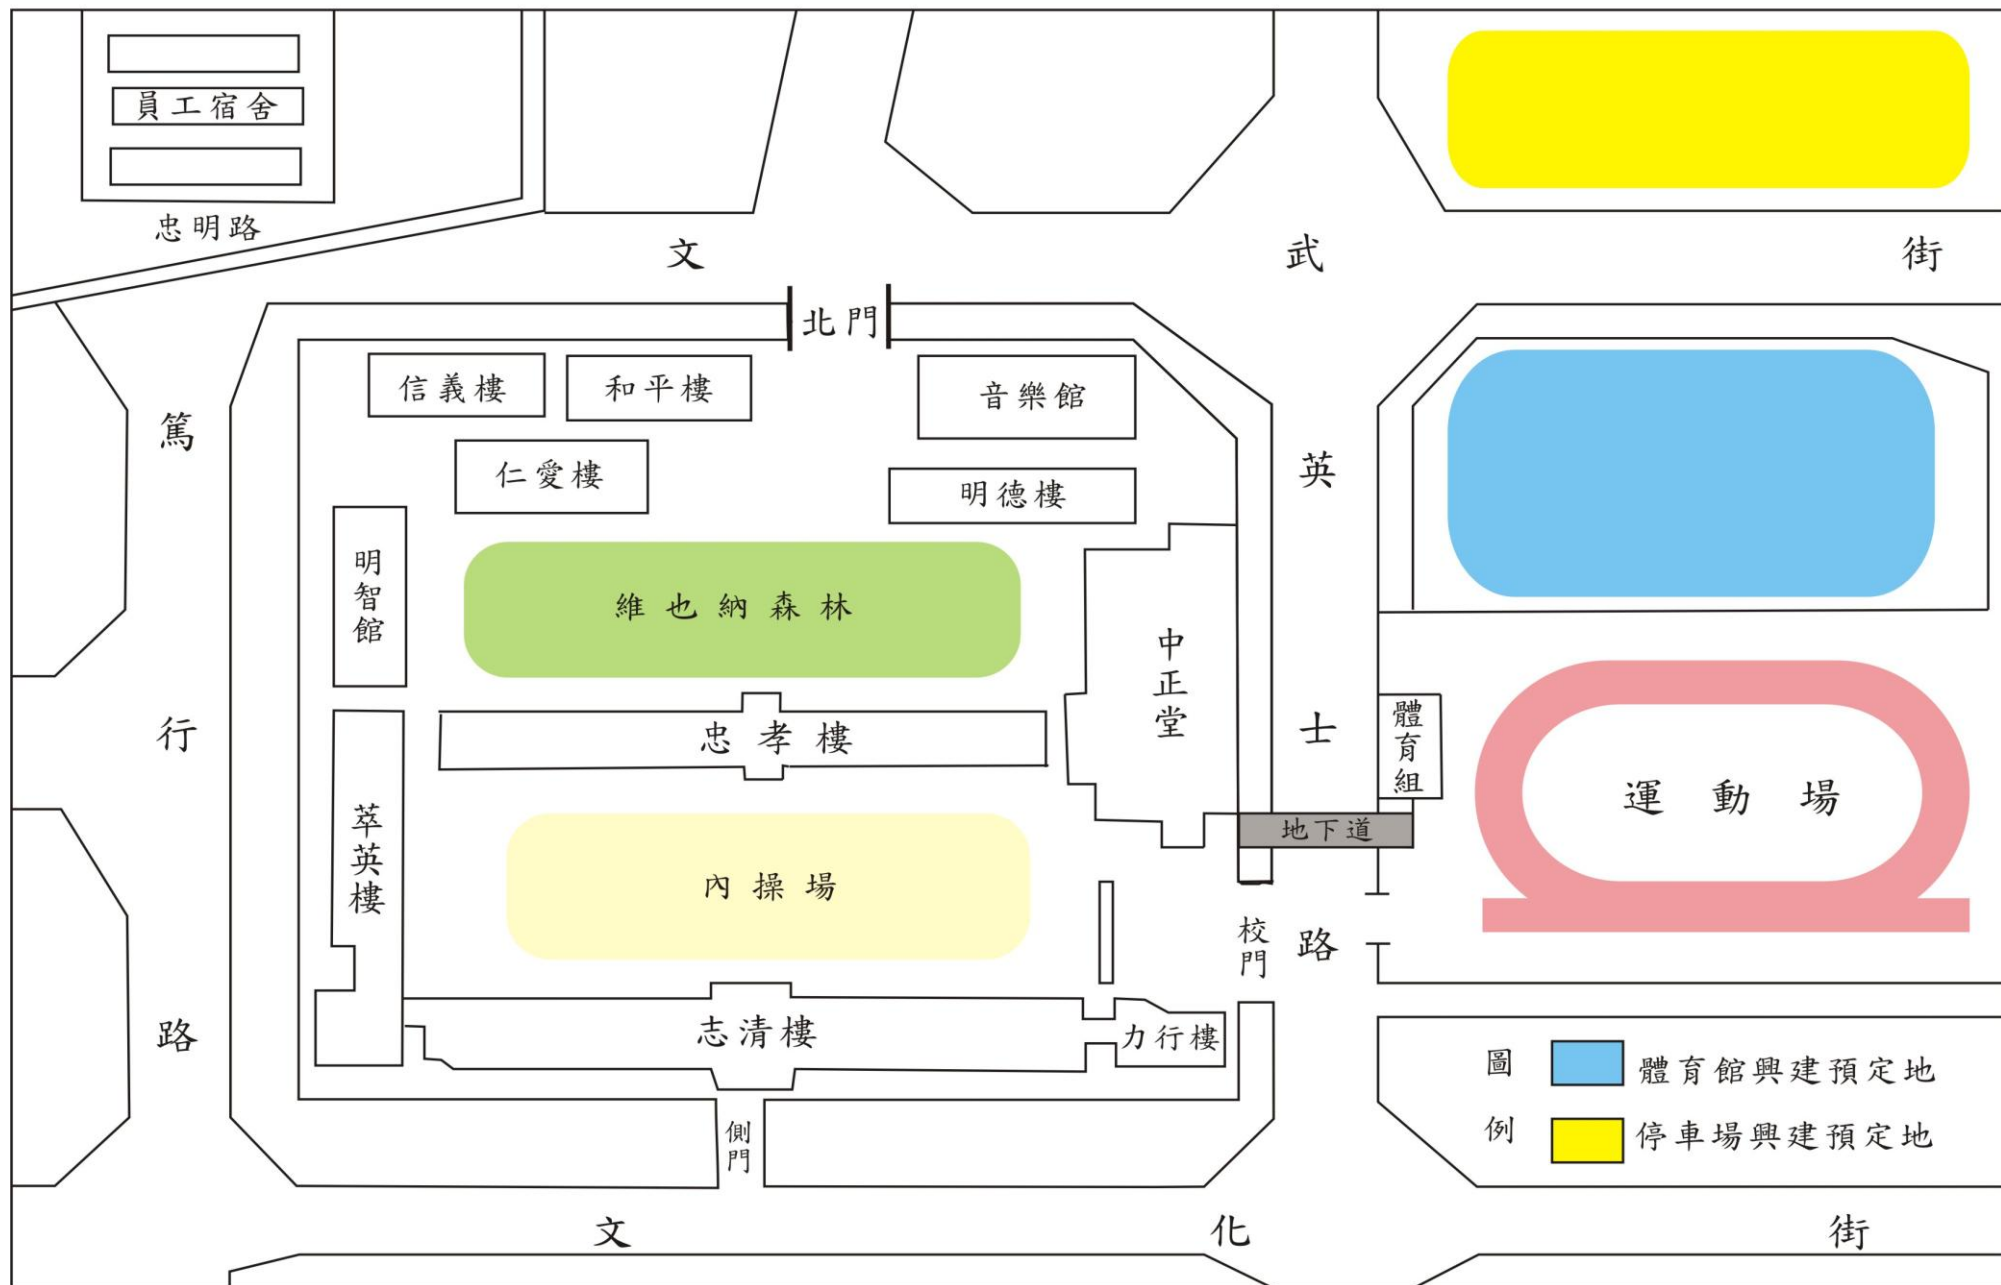 員工宿舍
忠明路
文武街
北門
信義樓
和平樓
音樂館
仁愛樓
明德樓
篤行路
英士路
明智館
維也納森林
中正堂
忠孝樓
體育組
運動場
萃英樓
地下道
內操場
校門
志清樓
力行樓
側門
圖例
體育館興建預定地
停車場興建預定地
文化街